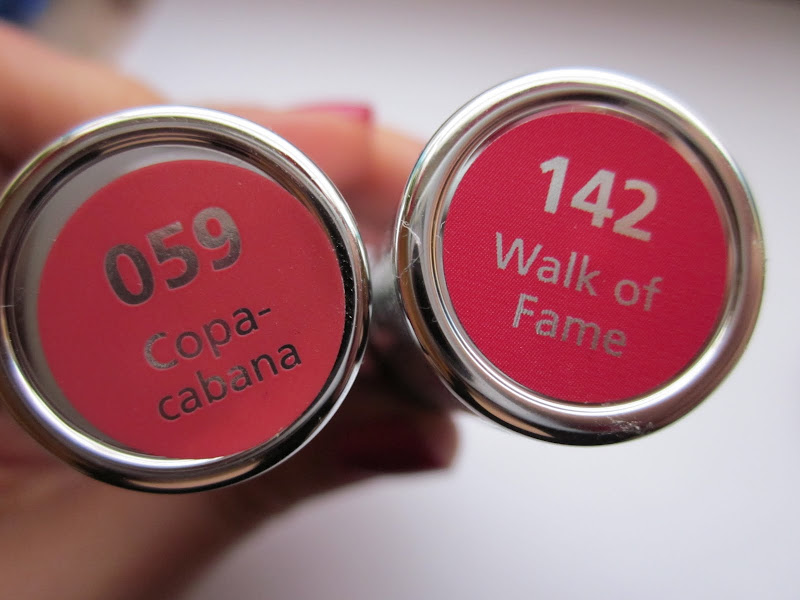 059
Copa-
cabana
142
Walk of
Fame